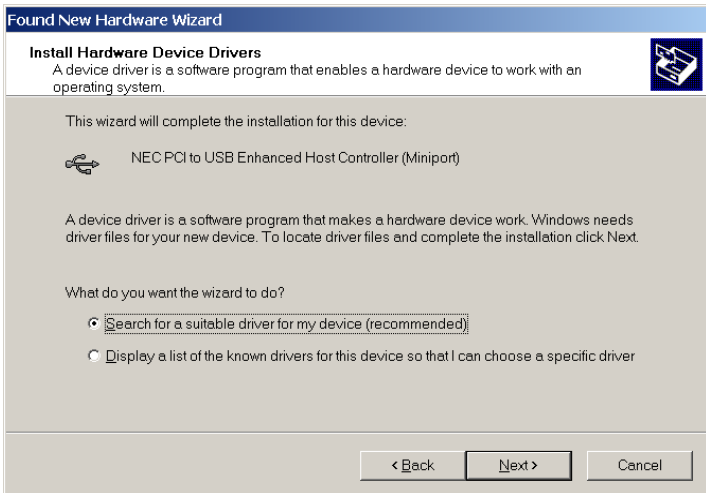 Found New Hardware Wizard
Install Hardware Device Drivers
A device driver is a software program that enables a hardware device to work with an
operating system.
This wizard will complete the installation for this device:
NEC PCI to USB Enhanced Host Controller (Miniport)
A device driver is a software program that makes a hardware device work. Windows needs
driver files for your new device. To locate driver files and complete the installation click Next.
What do you want the wizard to do?
Search for a suitable driver for my device (recommended)
Display a list of the known drivers for this device so that I can choose a specific driver
< Back
Next >
Cancel